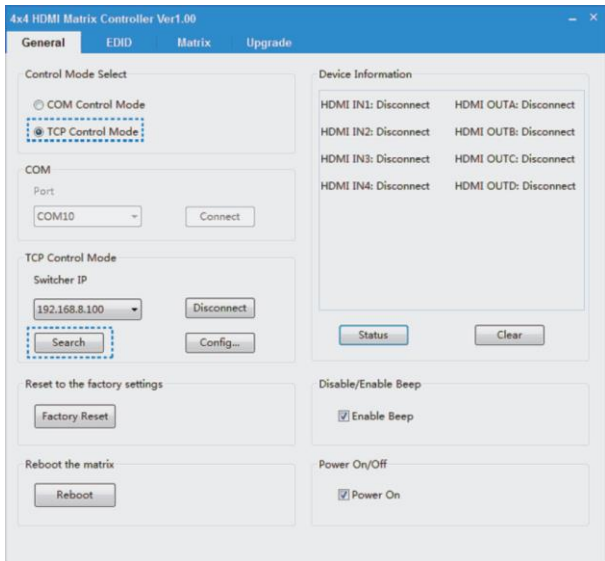 4x4 HDMI Matrix Controller Ver1.00
General EDID Matrix Upgrade
Control Mode Select
COM Control Mode
TCP Control Mode
COM
Port
COM10 Connect
TCP Control Mode
Switcher IP
192.168.8.100 Disconnect
Search Config...
Reset to the factory settings
Factory Reset
Reboot the matrix
Reboot
Device Information
HDMI IN1: Disconnect HDMI OUTA: Disconnect
HDMI IN2: Disconnect HDMI OUTB: Disconnect
HDMI IN3: Disconnect HDMI OUTC: Disconnect
HDMI IN4: Disconnect HDMI OUTD: Disconnect
Status Clear
Disable/Enable Beep
Enable Beep
Power On/Off
Power On